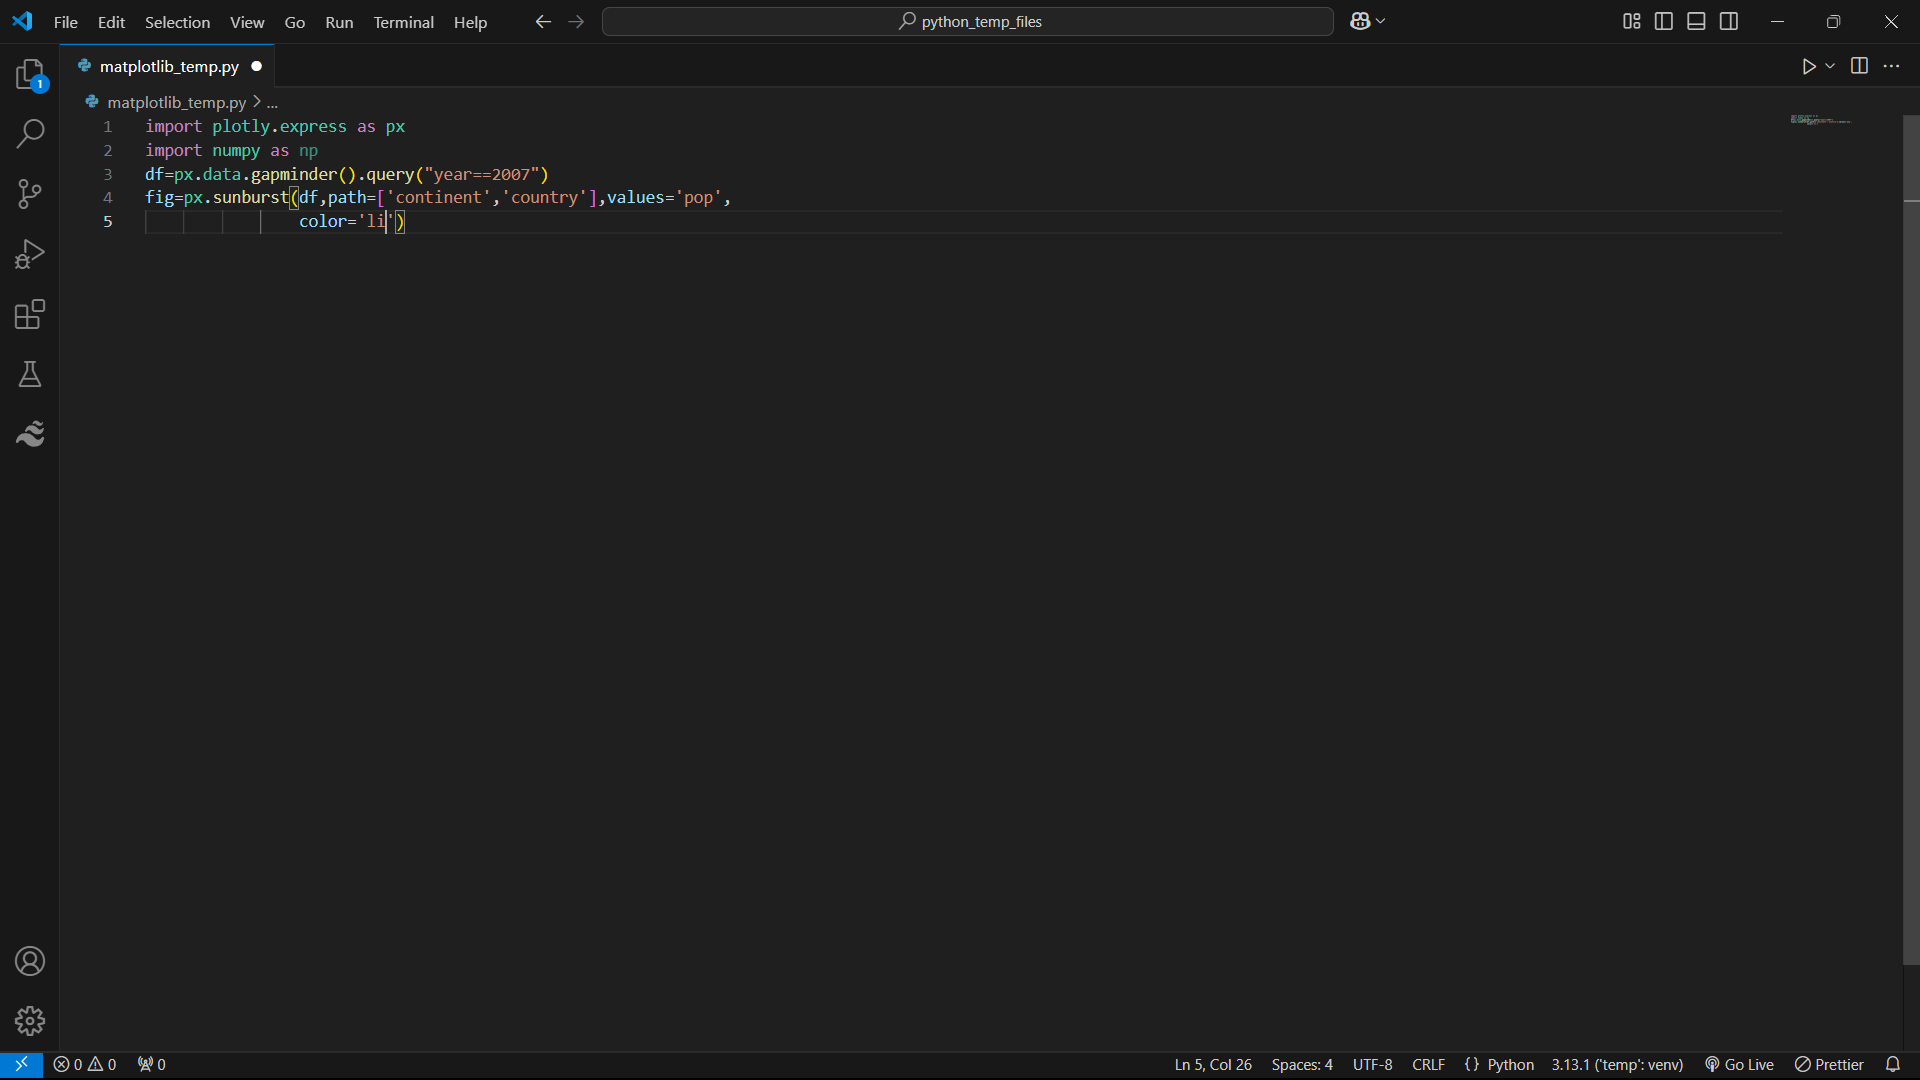 File Edit Selection View Go Run Terminal Help python_temp_files
matplotlib_temp.py
1
matplotlib_temp.py > ...
1 import plotly.express as px
2 import numpy as np
3 df=px.data.gapminder().query("year==2007")
4 fig=px.sunburst(df,path=['continent','country'],values='pop',
5 color='li')
0 0 0 Ln 5, Col 26 Spaces: 4 UTF-8 CRLF {} Python 3.13.1 ('temp': venv) Go Live Prettier